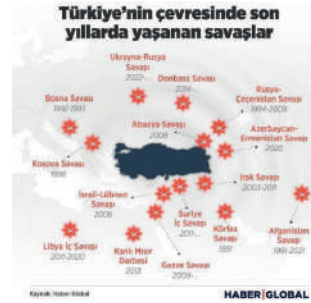 Türkiye'nin çevresinde son
yıllarda yaşanan savaşlar
Ukrayna-Rusya
Savaşı
2022-
Donbass Savaşı
2014-
Bosna Savaşı
1992-1995
Rusya-
Çeçenistan Savaşı
1994-2009
Abazya Savaşı
2008
Azerbaycan-
Ermenistan Savaşı
2020
Kosova Savaşı
1998
Irak Savaşı
2003-2011
İsrail-Lübnan
Savaşı
2006
Suriye
İç Savaşı
2011-...
Körfez
Savaşı
1991
Afganistan
Savaşı
1991-2021
Libya İç Savaşı
2011-2020
Kanlı Mısır
Darbesi
2013
Gazze Savaşı
2009-...
Kaynak: Haber Global
HABER|GLOBAL